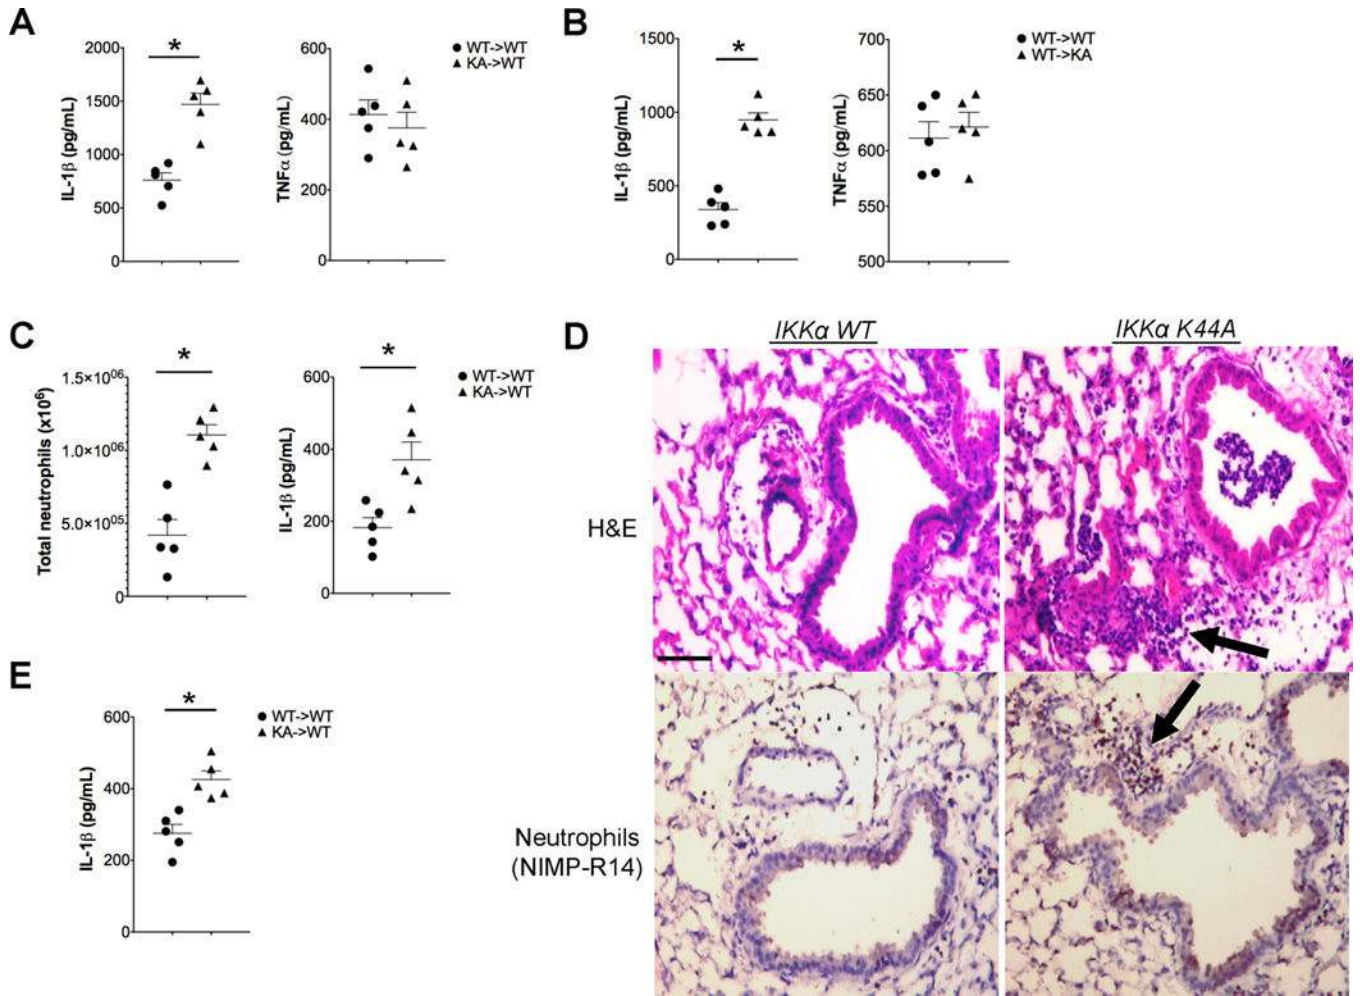 A
2000
1500
1000
500
0
IL-1β (pg/mL)
*
600
400
200
0
TNFα (pg/mL)
WT->WT
KA->WT
B
1500
1000
500
0
IL-1β (pg/mL)
*
700
650
600
550
500
TNFα (pg/mL)
WT->WT
WT->KA
C
1.5×10⁰⁶
1.0×10⁰⁶
5.0×10⁰⁵
0
Total neutrophils (x10⁶)
*
600
400
200
0
IL-1β (pg/mL)
*
WT->WT
KA->WT
D
IKKα WT
IKKα K44A
H&E
Neutrophils
(NIMP-R14)
E
600
400
200
0
IL-1β (pg/mL)
*
WT->WT
KA->WT